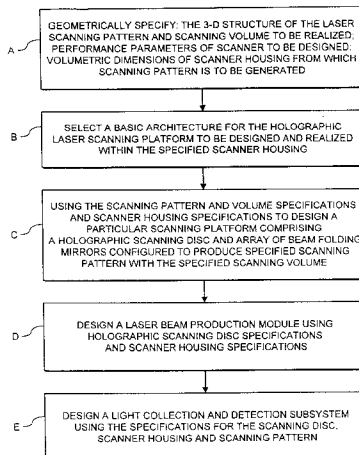 A
GEOMETRICALLY SPECIFY: THE 3-D STRUCTURE OF THE LASER
SCANNING PATTERN AND SCANNING VOLUME TO BE REALIZED;
PERFORMANCE PARAMETERS OF SCANNER TO BE DESIGNED;
VOLUMETRIC DIMENSIONS OF SCANNER HOUSING FROM WHICH
SCANNING PATTERN IS TO BE GENERATED
B
SELECT A BASIC ARCHITECTURE FOR THE HOLOGRAPHIC
LASER SCANNING PLATFORM TO BE DESIGNED AND REALIZED
WITHIN THE SPECIFIED SCANNER HOUSING
C
USING THE SCANNING PATTERN AND VOLUME SPECIFICATIONS
AND SCANNER HOUSING SPECIFICATIONS TO DESIGN A
PARTICULAR SCANNING PLATFORM COMPRISING
A HOLOGRAPHIC SCANNING DISC AND ARRAY OF BEAM FOLDING
MIRRORS CONFIGURED TO PRODUCE SPECIFIED SCANNING
PATTERN WITH THE SPECIFIED SCANNING VOLUME
D
DESIGN A LASER BEAM PRODUCTION MODULE USING
HOLOGRAPHIC SCANNING DISC SPECIFICATIONS
AND SCANNER HOUSING SPECIFICATIONS
E
DESIGN A LIGHT COLLECTION AND DETECTION SUBSYSTEM
USING THE SPECIFICATIONS FOR THE SCANNING DISC,
SCANNER HOUSING AND SCANNING PATTERN